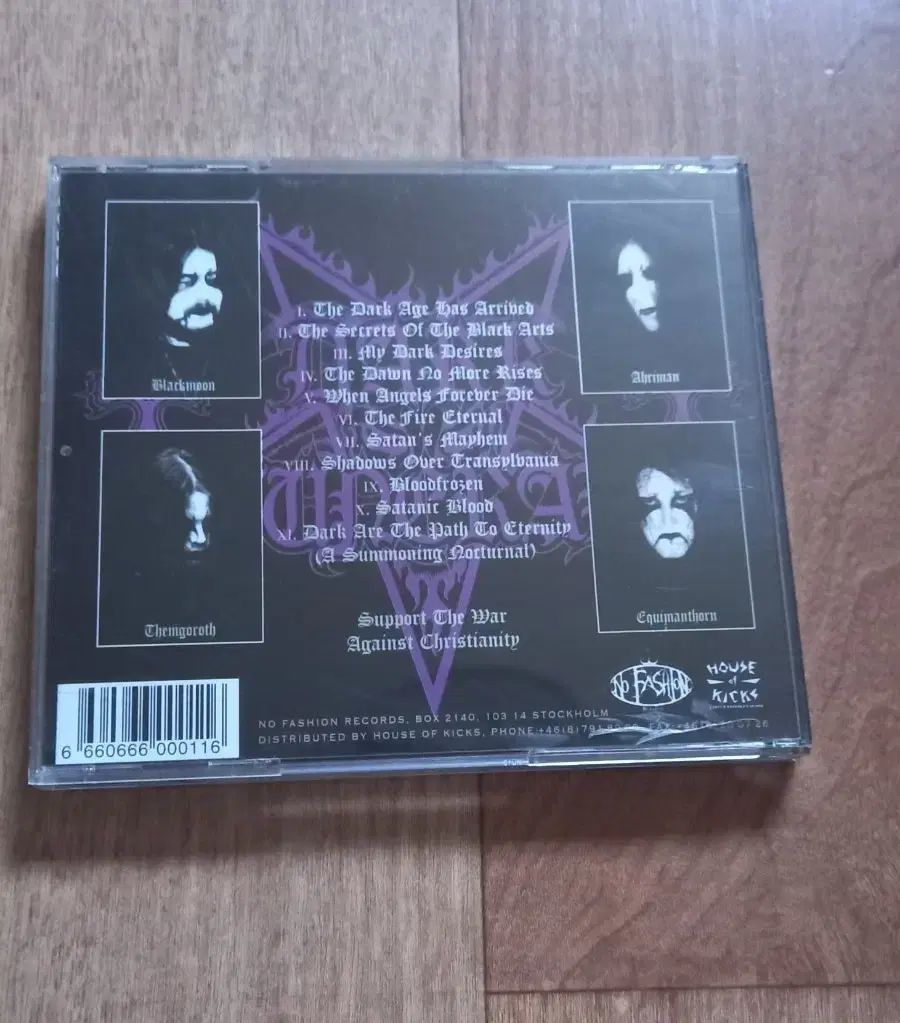 Blackmoon
Ahriman
I. The Dark Age Has Arrived
II. The Secrets Of The Black Arts
III. My Dark Desires
IV. The Dawn No More Rises
V. When Angels Forever Die
VI. The Fire Eternal
VII. Satan's Mayhem
VIII. Shadows Over Transylvania
IX. Bloodfrozen
X. Satanic Blood
XI. Dark Are The Path To Eternity
(A Summoning Nocturnal)
Themgoroth
Equimanthorn
Support The War
Against Christianity
NO FASHION
HOUSE
of
KICKS
6 660666 000116
NO FASHION RECORDS, BOX 2140, 103 14 STOCKHOLM
DISTRIBUTED BY HOUSE OF KICKS, PHONE +46(8)791